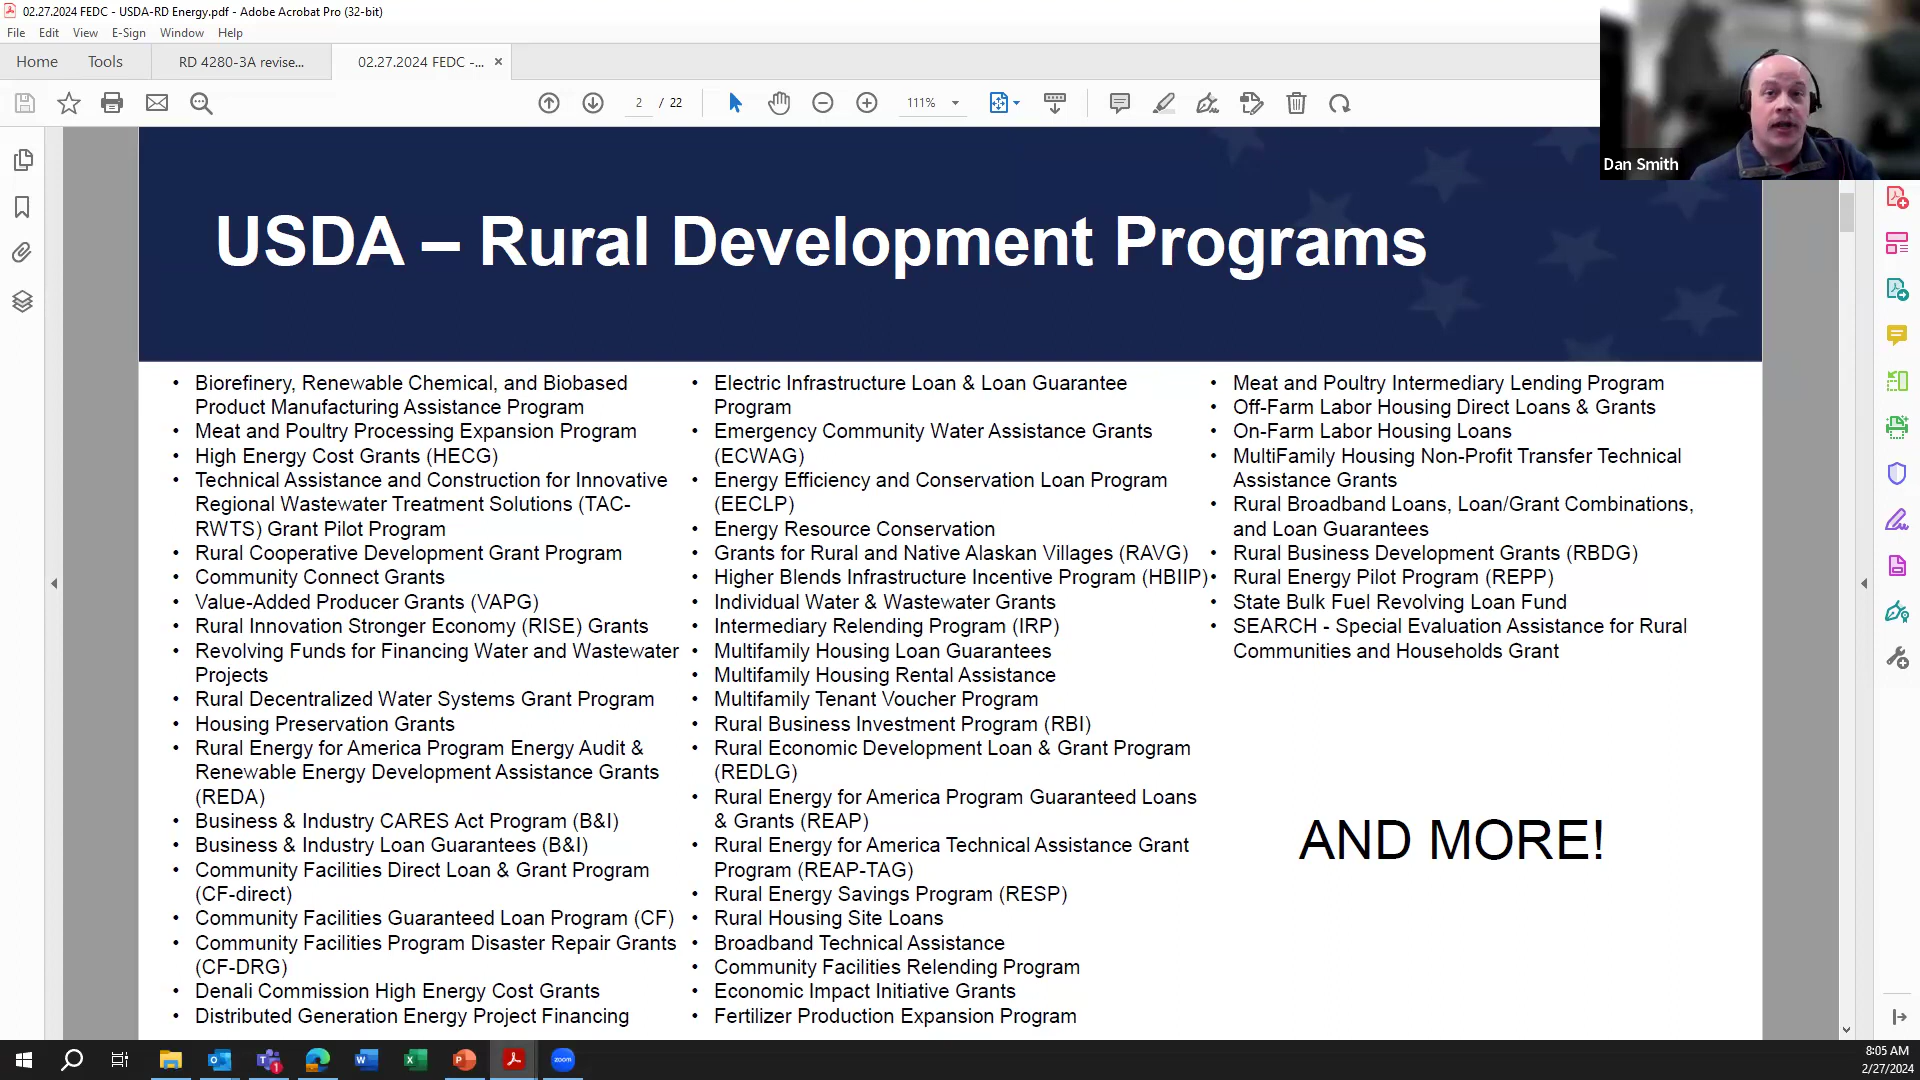 02.27.2024 FEDC - USDA-RD Energy.pdf - Adobe Acrobat Pro (32-bit)
File Edit View E-Sign Window Help
Home Tools RD 4280-3A revise... 02.27.2024 FEDC -... ×
2 / 22 111%
Dan Smith
USDA – Rural Development Programs
• Biorefinery, Renewable Chemical, and Biobased
Product Manufacturing Assistance Program
• Meat and Poultry Processing Expansion Program
• High Energy Cost Grants (HECG)
• Technical Assistance and Construction for Innovative
Regional Wastewater Treatment Solutions (TAC-
RWTS) Grant Pilot Program
• Rural Cooperative Development Grant Program
• Community Connect Grants
• Value-Added Producer Grants (VAPG)
• Rural Innovation Stronger Economy (RISE) Grants
• Revolving Funds for Financing Water and Wastewater
Projects
• Rural Decentralized Water Systems Grant Program
• Housing Preservation Grants
• Rural Energy for America Program Energy Audit &
Renewable Energy Development Assistance Grants
(REDA)
• Business & Industry CARES Act Program (B&I)
• Business & Industry Loan Guarantees (B&I)
• Community Facilities Direct Loan & Grant Program
(CF-direct)
• Community Facilities Guaranteed Loan Program (CF)
• Community Facilities Program Disaster Repair Grants
(CF-DRG)
• Denali Commission High Energy Cost Grants
• Distributed Generation Energy Project Financing
• Electric Infrastructure Loan & Loan Guarantee
Program
• Emergency Community Water Assistance Grants
(ECWAG)
• Energy Efficiency and Conservation Loan Program
(EECLP)
• Energy Resource Conservation
• Grants for Rural and Native Alaskan Villages (RAVG)
• Higher Blends Infrastructure Incentive Program (HBIIP)
• Individual Water & Wastewater Grants
• Intermediary Relending Program (IRP)
• Multifamily Housing Loan Guarantees
• Multifamily Housing Rental Assistance
• Multifamily Tenant Voucher Program
• Rural Business Investment Program (RBI)
• Rural Economic Development Loan & Grant Program
(REDLG)
• Rural Energy for America Program Guaranteed Loans
& Grants (REAP)
• Rural Energy for America Technical Assistance Grant
Program (REAP-TAG)
• Rural Energy Savings Program (RESP)
• Rural Housing Site Loans
• Broadband Technical Assistance
• Community Facilities Relending Program
• Economic Impact Initiative Grants
• Fertilizer Production Expansion Program
• Meat and Poultry Intermediary Lending Program
• Off-Farm Labor Housing Direct Loans & Grants
• On-Farm Labor Housing Loans
• MultiFamily Housing Non-Profit Transfer Technical
Assistance Grants
• Rural Broadband Loans, Loan/Grant Combinations,
and Loan Guarantees
• Rural Business Development Grants (RBDG)
• Rural Energy Pilot Program (REPP)
• State Bulk Fuel Revolving Loan Fund
• SEARCH - Special Evaluation Assistance for Rural
Communities and Households Grant
AND MORE!
zoom
8:05 AM
2/27/2024